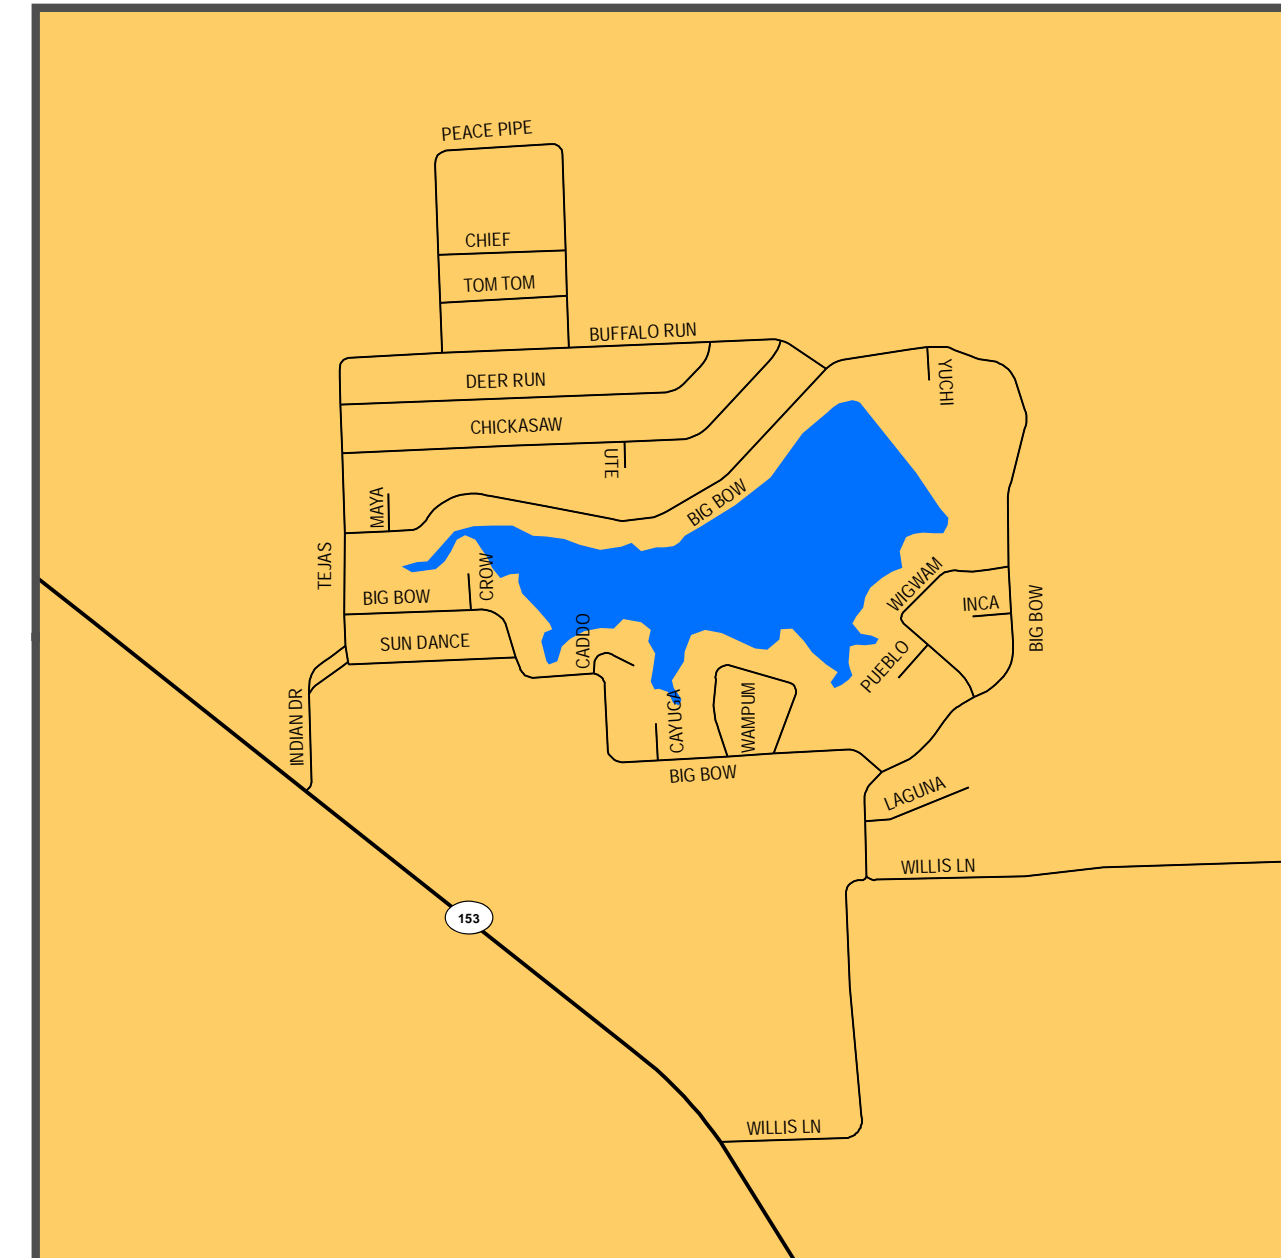 PEACE PIPE
CHIEF
TOM TOM
BUFFALO RUN
DEER RUN
YUCHI
CHICKASAW
UTE
MAYA
BIG BOW
TEJAS
CROW
WIGWAM
BIG BOW
INCA
BIG BOW
SUN DANCE
CADDO
PUEBLO
INDIAN DR
CAYUGA
WAMPUM
BIG BOW
LAGUNA
WILLIS LN
153
WILLIS LN